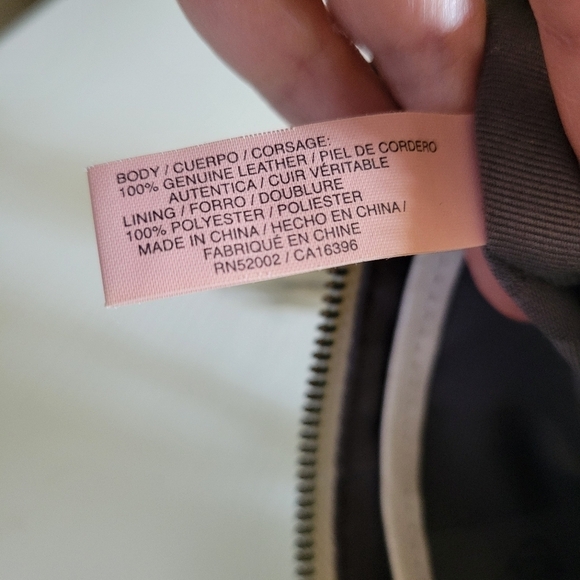 BODY / CUERPO / CORSAGE:
100% GENUINE LEATHER / PIEL DE CORDERO
AUTENTICA / CUIR VÉRITABLE
LINING / FORRO / DOUBLURE
100% POLYESTER / POLIESTER
MADE IN CHINA / HECHO EN CHINA /
FABRIQUÉ EN CHINE
RN52002 / CA16396